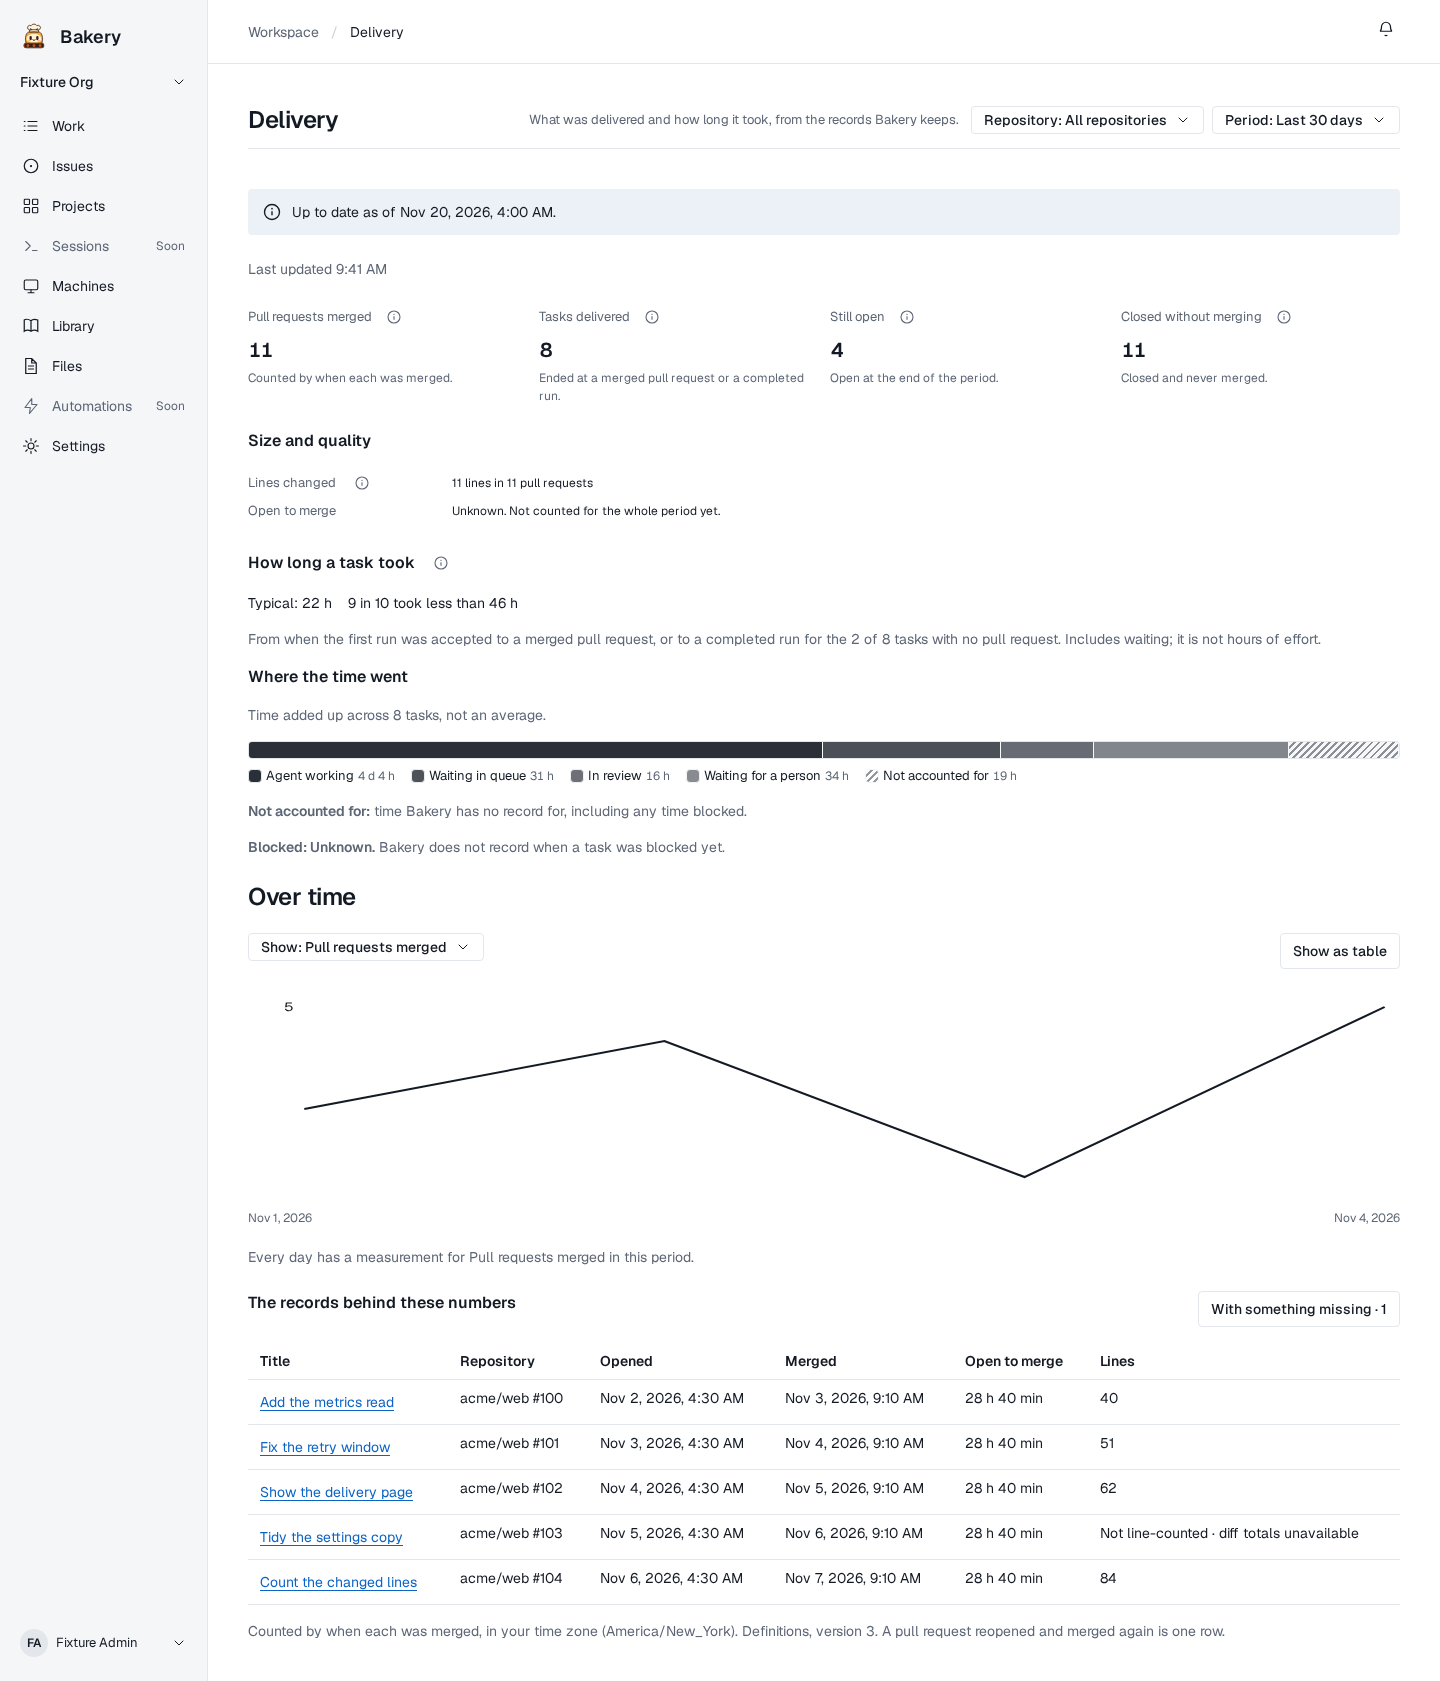 Bakery
Fixture Org
Work
Issues
Projects
Sessions Soon
Machines
Library
Files
Automations Soon
Settings
FA Fixture Admin
Workspace / Delivery
Delivery
What was delivered and how long it took, from the records Bakery keeps.
Repository: All repositories
Period: Last 30 days
Up to date as of Nov 20, 2026, 4:00 AM.
Last updated 9:41 AM
Pull requests merged
11
Counted by when each was merged.
Tasks delivered
8
Ended at a merged pull request or a completed
run.
Still open
4
Open at the end of the period.
Closed without merging
11
Closed and never merged.
Size and quality
Lines changed 11 lines in 11 pull requests
Open to merge Unknown. Not counted for the whole period yet.
How long a task took
Typical: 22 h 9 in 10 took less than 46 h
From when the first run was accepted to a merged pull request, or to a completed run for the 2 of 8 tasks with no pull request. Includes waiting; it is not hours of effort.
Where the time went
Time added up across 8 tasks, not an average.
Agent working 4 d 4 h Waiting in queue 31 h In review 16 h Waiting for a person 34 h Not accounted for 19 h
Not accounted for: time Bakery has no record for, including any time blocked.
Blocked: Unknown. Bakery does not record when a task was blocked yet.
Over time
Show: Pull requests merged
Show as table
5
Nov 1, 2026 Nov 4, 2026
Every day has a measurement for Pull requests merged in this period.
The records behind these numbers
With something missing · 1
Title Repository Opened Merged Open to merge Lines
Add the metrics read acme/web #100 Nov 2, 2026, 4:30 AM Nov 3, 2026, 9:10 AM 28 h 40 min 40
Fix the retry window acme/web #101 Nov 3, 2026, 4:30 AM Nov 4, 2026, 9:10 AM 28 h 40 min 51
Show the delivery page acme/web #102 Nov 4, 2026, 4:30 AM Nov 5, 2026, 9:10 AM 28 h 40 min 62
Tidy the settings copy acme/web #103 Nov 5, 2026, 4:30 AM Nov 6, 2026, 9:10 AM 28 h 40 min Not line-counted · diff totals unavailable
Count the changed lines acme/web #104 Nov 6, 2026, 4:30 AM Nov 7, 2026, 9:10 AM 28 h 40 min 84
Counted by when each was merged, in your time zone (America/New_York). Definitions, version 3. A pull request reopened and merged again is one row.